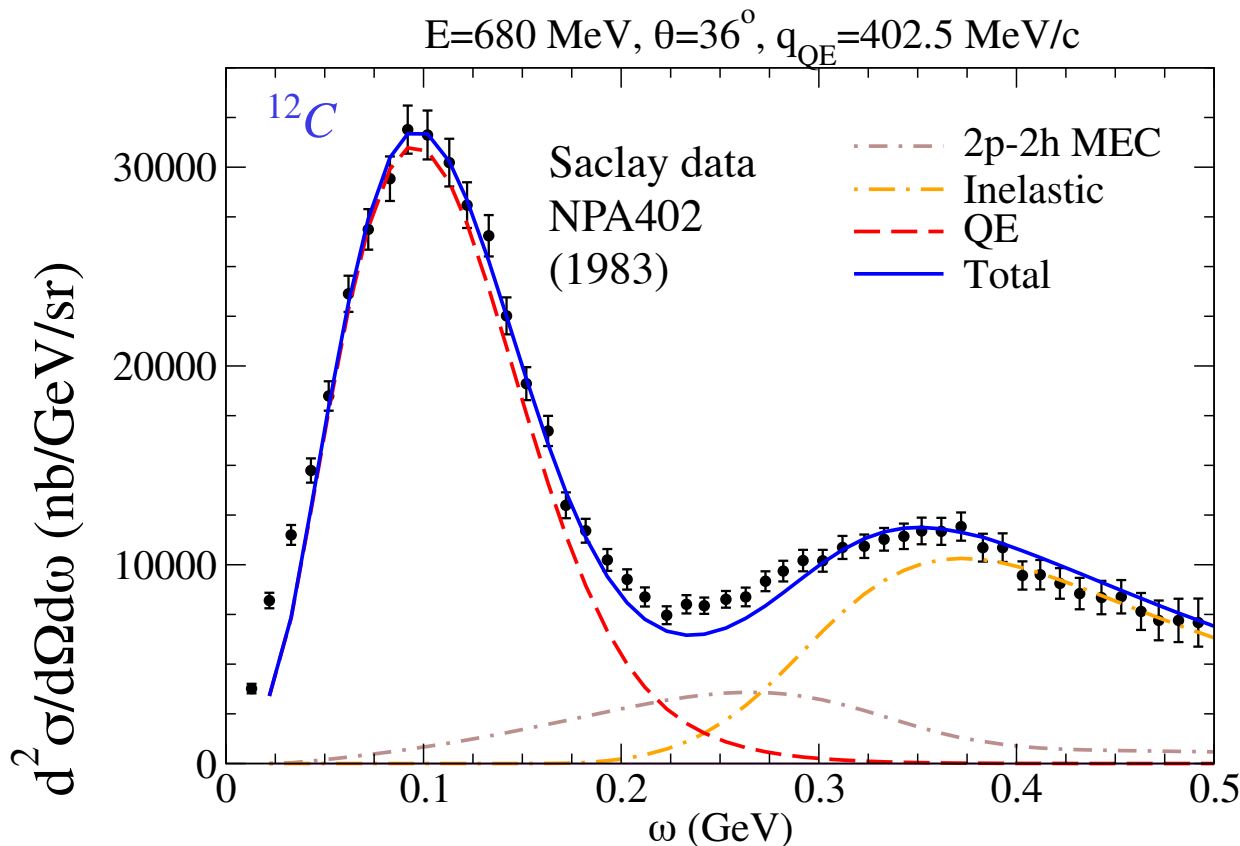 E=680 MeV, θ=36°, q_QE=402.5 MeV/c
¹²C
Saclay data
NPA402
(1983)
2p-2h MEC
Inelastic
QE
Total
d² σ/dΩdω (nb/GeV/sr)
30000
20000
10000
0
0 0.1 0.2 0.3 0.4 0.5
ω (GeV)